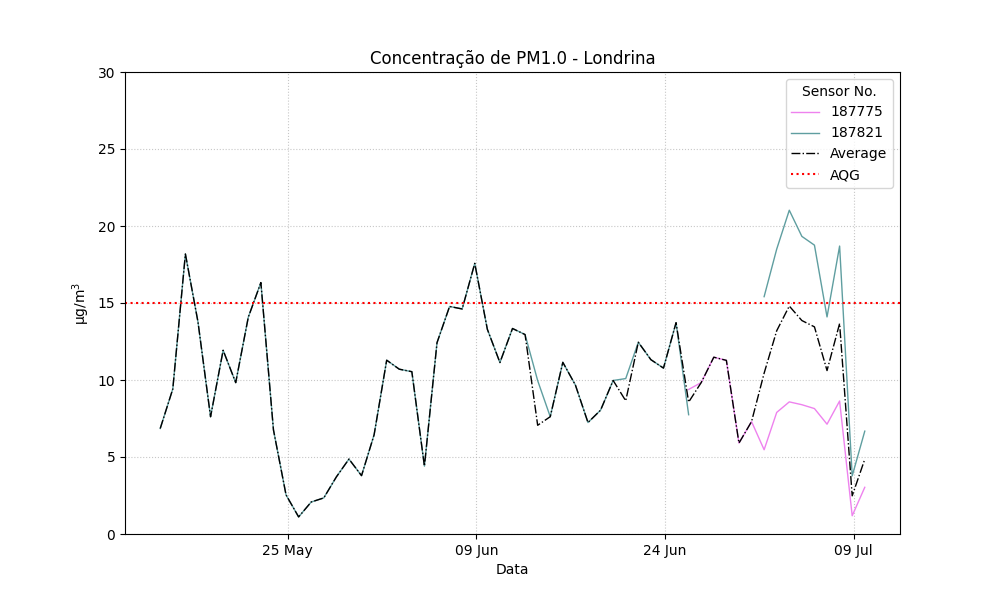 Concentração de PM1.0 - Londrina
30
25
20
15
10
5
0
µg/m³
25 May
09 Jun
24 Jun
09 Jul
Data
Sensor No.
187775
187821
Average
AQG